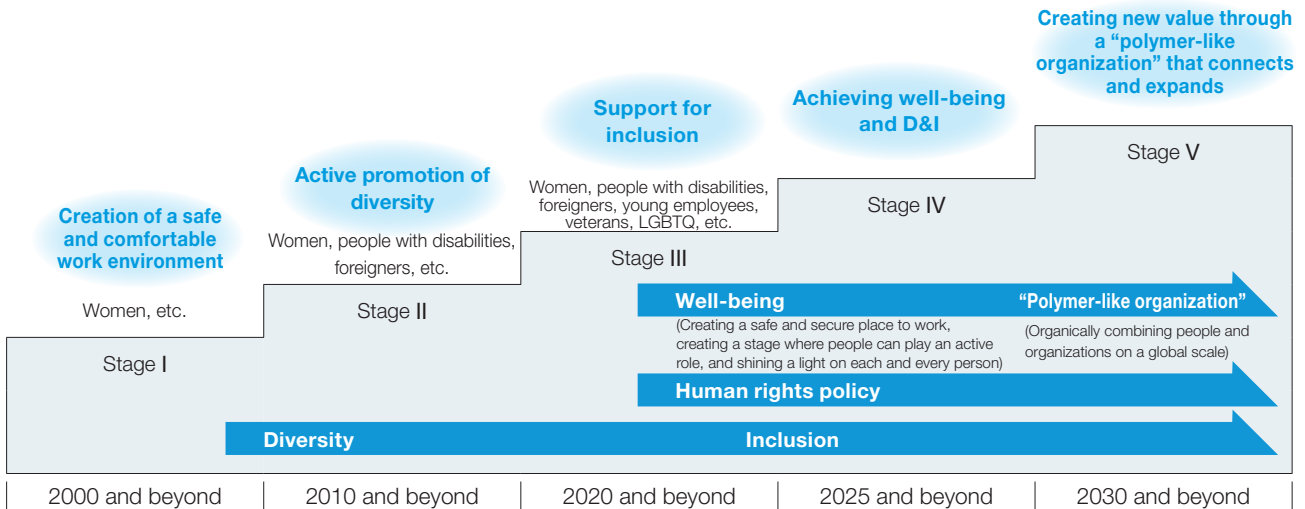 Creation of a safe
and comfortable
work environment
Women, etc.
Stage I
Active promotion of
diversity
Women, people with disabilities,
foreigners, etc.
Stage II
Support for
inclusion
Women, people with disabilities,
foreigners, young employees,
veterans, LGBTQ, etc.
Stage III
Achieving well-being
and D&I
Stage IV
Creating new value through
a “polymer-like
organization” that connects
and expands
Stage V
Well-being
“Polymer-like organization”
(Creating a safe and secure place to work,
creating a stage where people can play an active
role, and shining a light on each and every person)
(Organically combining people and
organizations on a global scale)
Human rights policy
Diversity
Inclusion
2000 and beyond
2010 and beyond
2020 and beyond
2025 and beyond
2030 and beyond